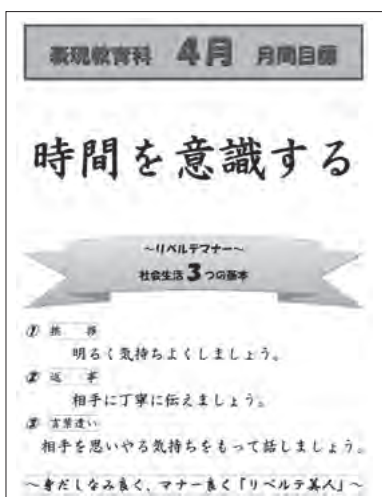 表現教育科 4月 月間目標
時間を意識する
～リベルテマナー～
社会生活3つの基本
① 挨拶
明るく気持ちよくしましょう。
② 返事
相手に丁寧に伝えましょう。
③ 言葉遣い
相手を思いやる気持ちをもって話しましょう。
～身だしなみ良く、マナー良く「リベルテ美人」～